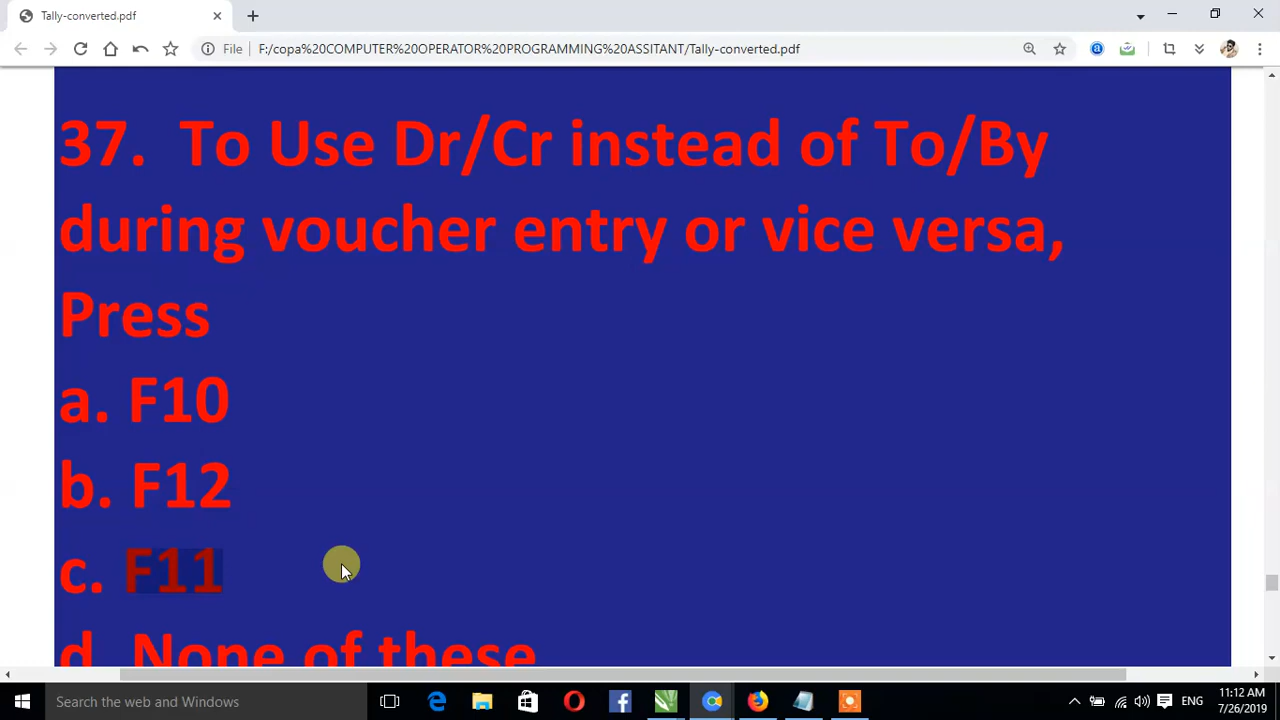 Tally-converted.pdf
File F:/copa%20COMPUTER%20OPERATOR%20PROGRAMMING%20ASSITANT/Tally-converted.pdf
37. To Use Dr/Cr instead of To/By
during voucher entry or vice versa,
Press
a. F10
b. F12
c. F11
d. None of these
Search the web and Windows
ENG
11:12 AM
7/26/2019